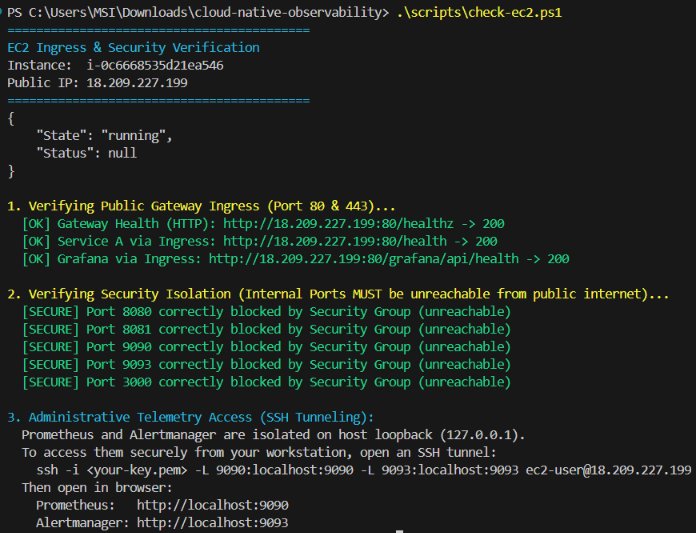 PS C:\Users\MSI\Downloads\cloud-native-observability> .\scripts\check-ec2.ps1
==========================================
EC2 Ingress & Security Verification
Instance:  i-0c6668535d21ea546
Public IP: 18.209.227.199
==========================================
{
    "State": "running",
    "Status": null
}

1. Verifying Public Gateway Ingress (Port 80 & 443)...
  [OK] Gateway Health (HTTP): http://18.209.227.199:80/healthz -> 200
  [OK] Service A via Ingress: http://18.209.227.199:80/health -> 200
  [OK] Grafana via Ingress: http://18.209.227.199:80/grafana/api/health -> 200

2. Verifying Security Isolation (Internal Ports MUST be unreachable from public internet)...
  [SECURE] Port 8080 correctly blocked by Security Group (unreachable)
  [SECURE] Port 8081 correctly blocked by Security Group (unreachable)
  [SECURE] Port 9090 correctly blocked by Security Group (unreachable)
  [SECURE] Port 9093 correctly blocked by Security Group (unreachable)
  [SECURE] Port 3000 correctly blocked by Security Group (unreachable)

3. Administrative Telemetry Access (SSH Tunneling):
  Prometheus and Alertmanager are isolated on host loopback (127.0.0.1).
  To access them securely from your workstation, open an SSH tunnel:
    ssh -i <your-key.pem> -L 9090:localhost:9090 -L 9093:localhost:9093 ec2-user@18.209.227.199
  Then open in browser:
    Prometheus:   http://localhost:9090
    Alertmanager: http://localhost:9093